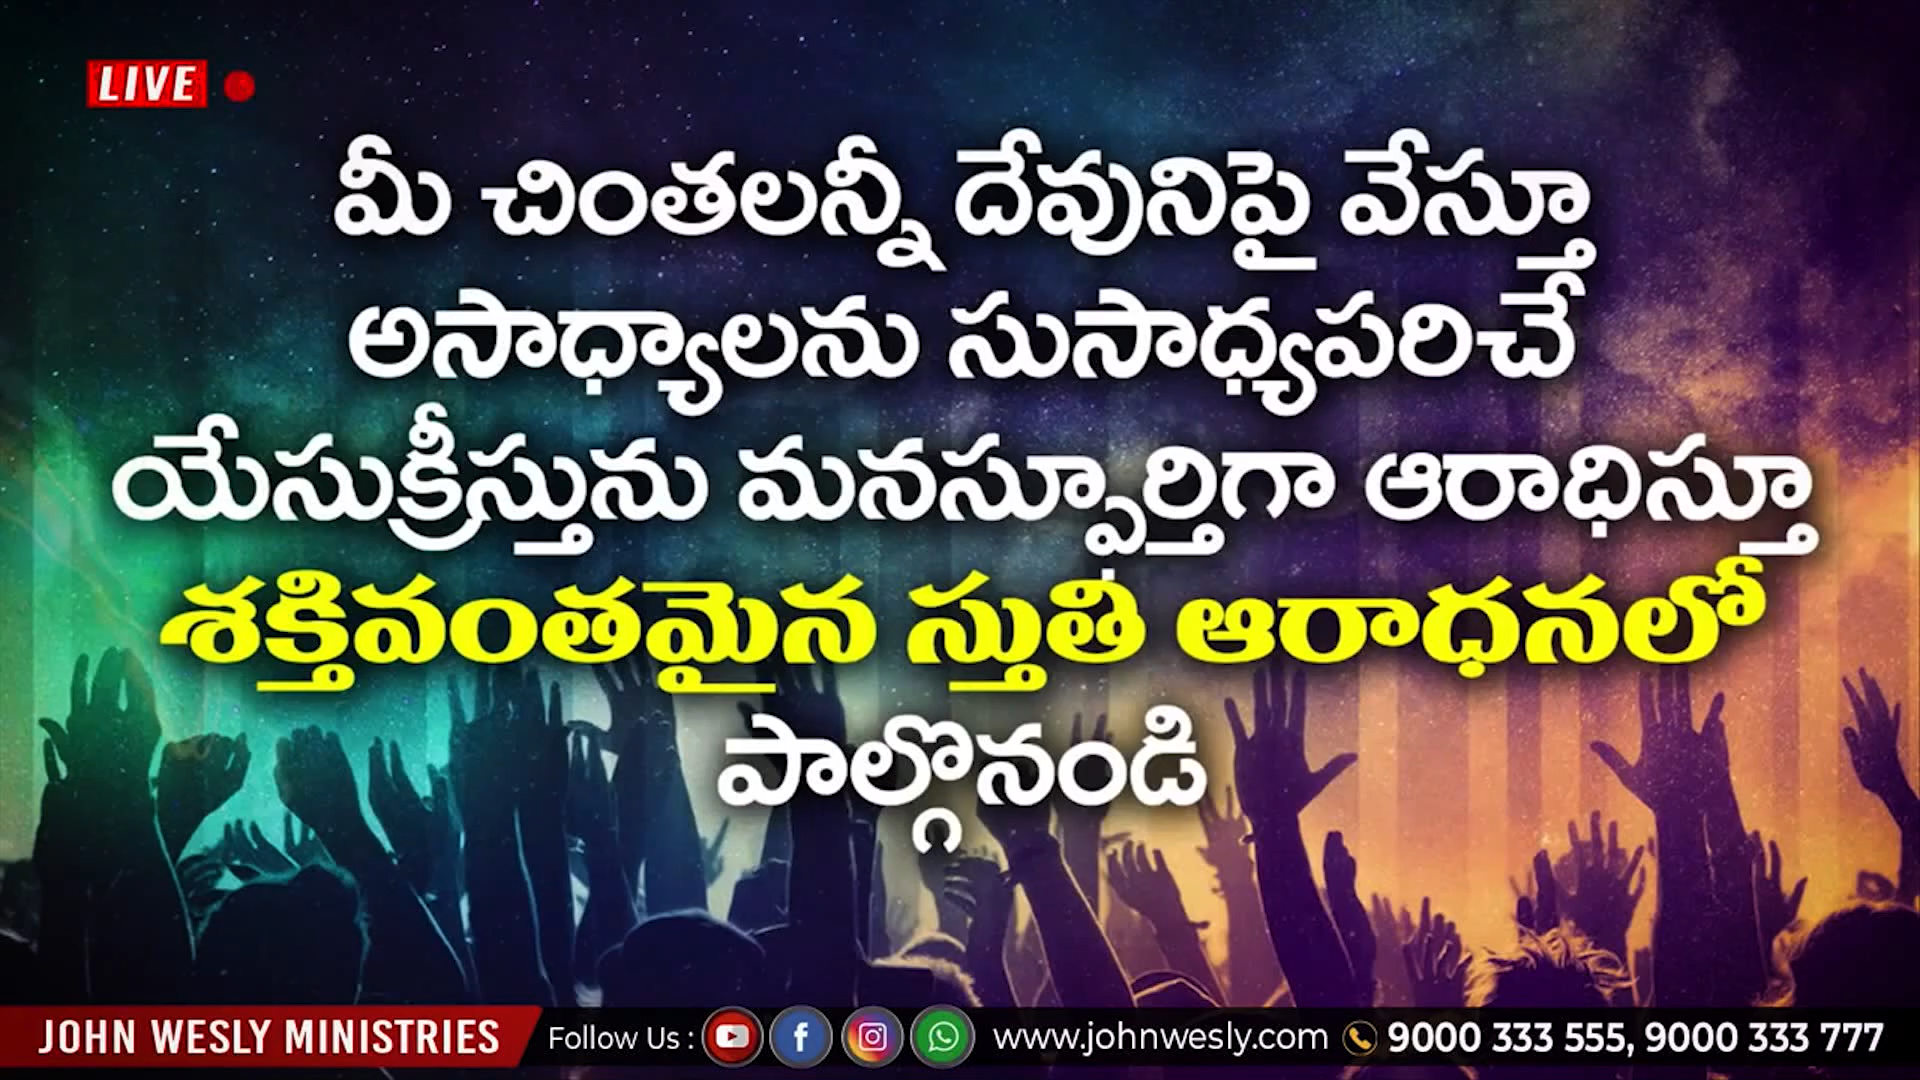 LIVE
మీ చింతలన్నీ దేవునిపై వేస్తూ
అసాధ్యాలను సుసాధ్యపరిచే
యేసుక్రీస్తును మనస్ఫూర్తిగా ఆరాధిస్తూ
శక్తివంతమైన స్తుతి ఆరాధనలో
పాల్గొనండి
JOHN WESLY MINISTRIES Follow Us : www.johnwesly.com 9000 333 555, 9000 333 777